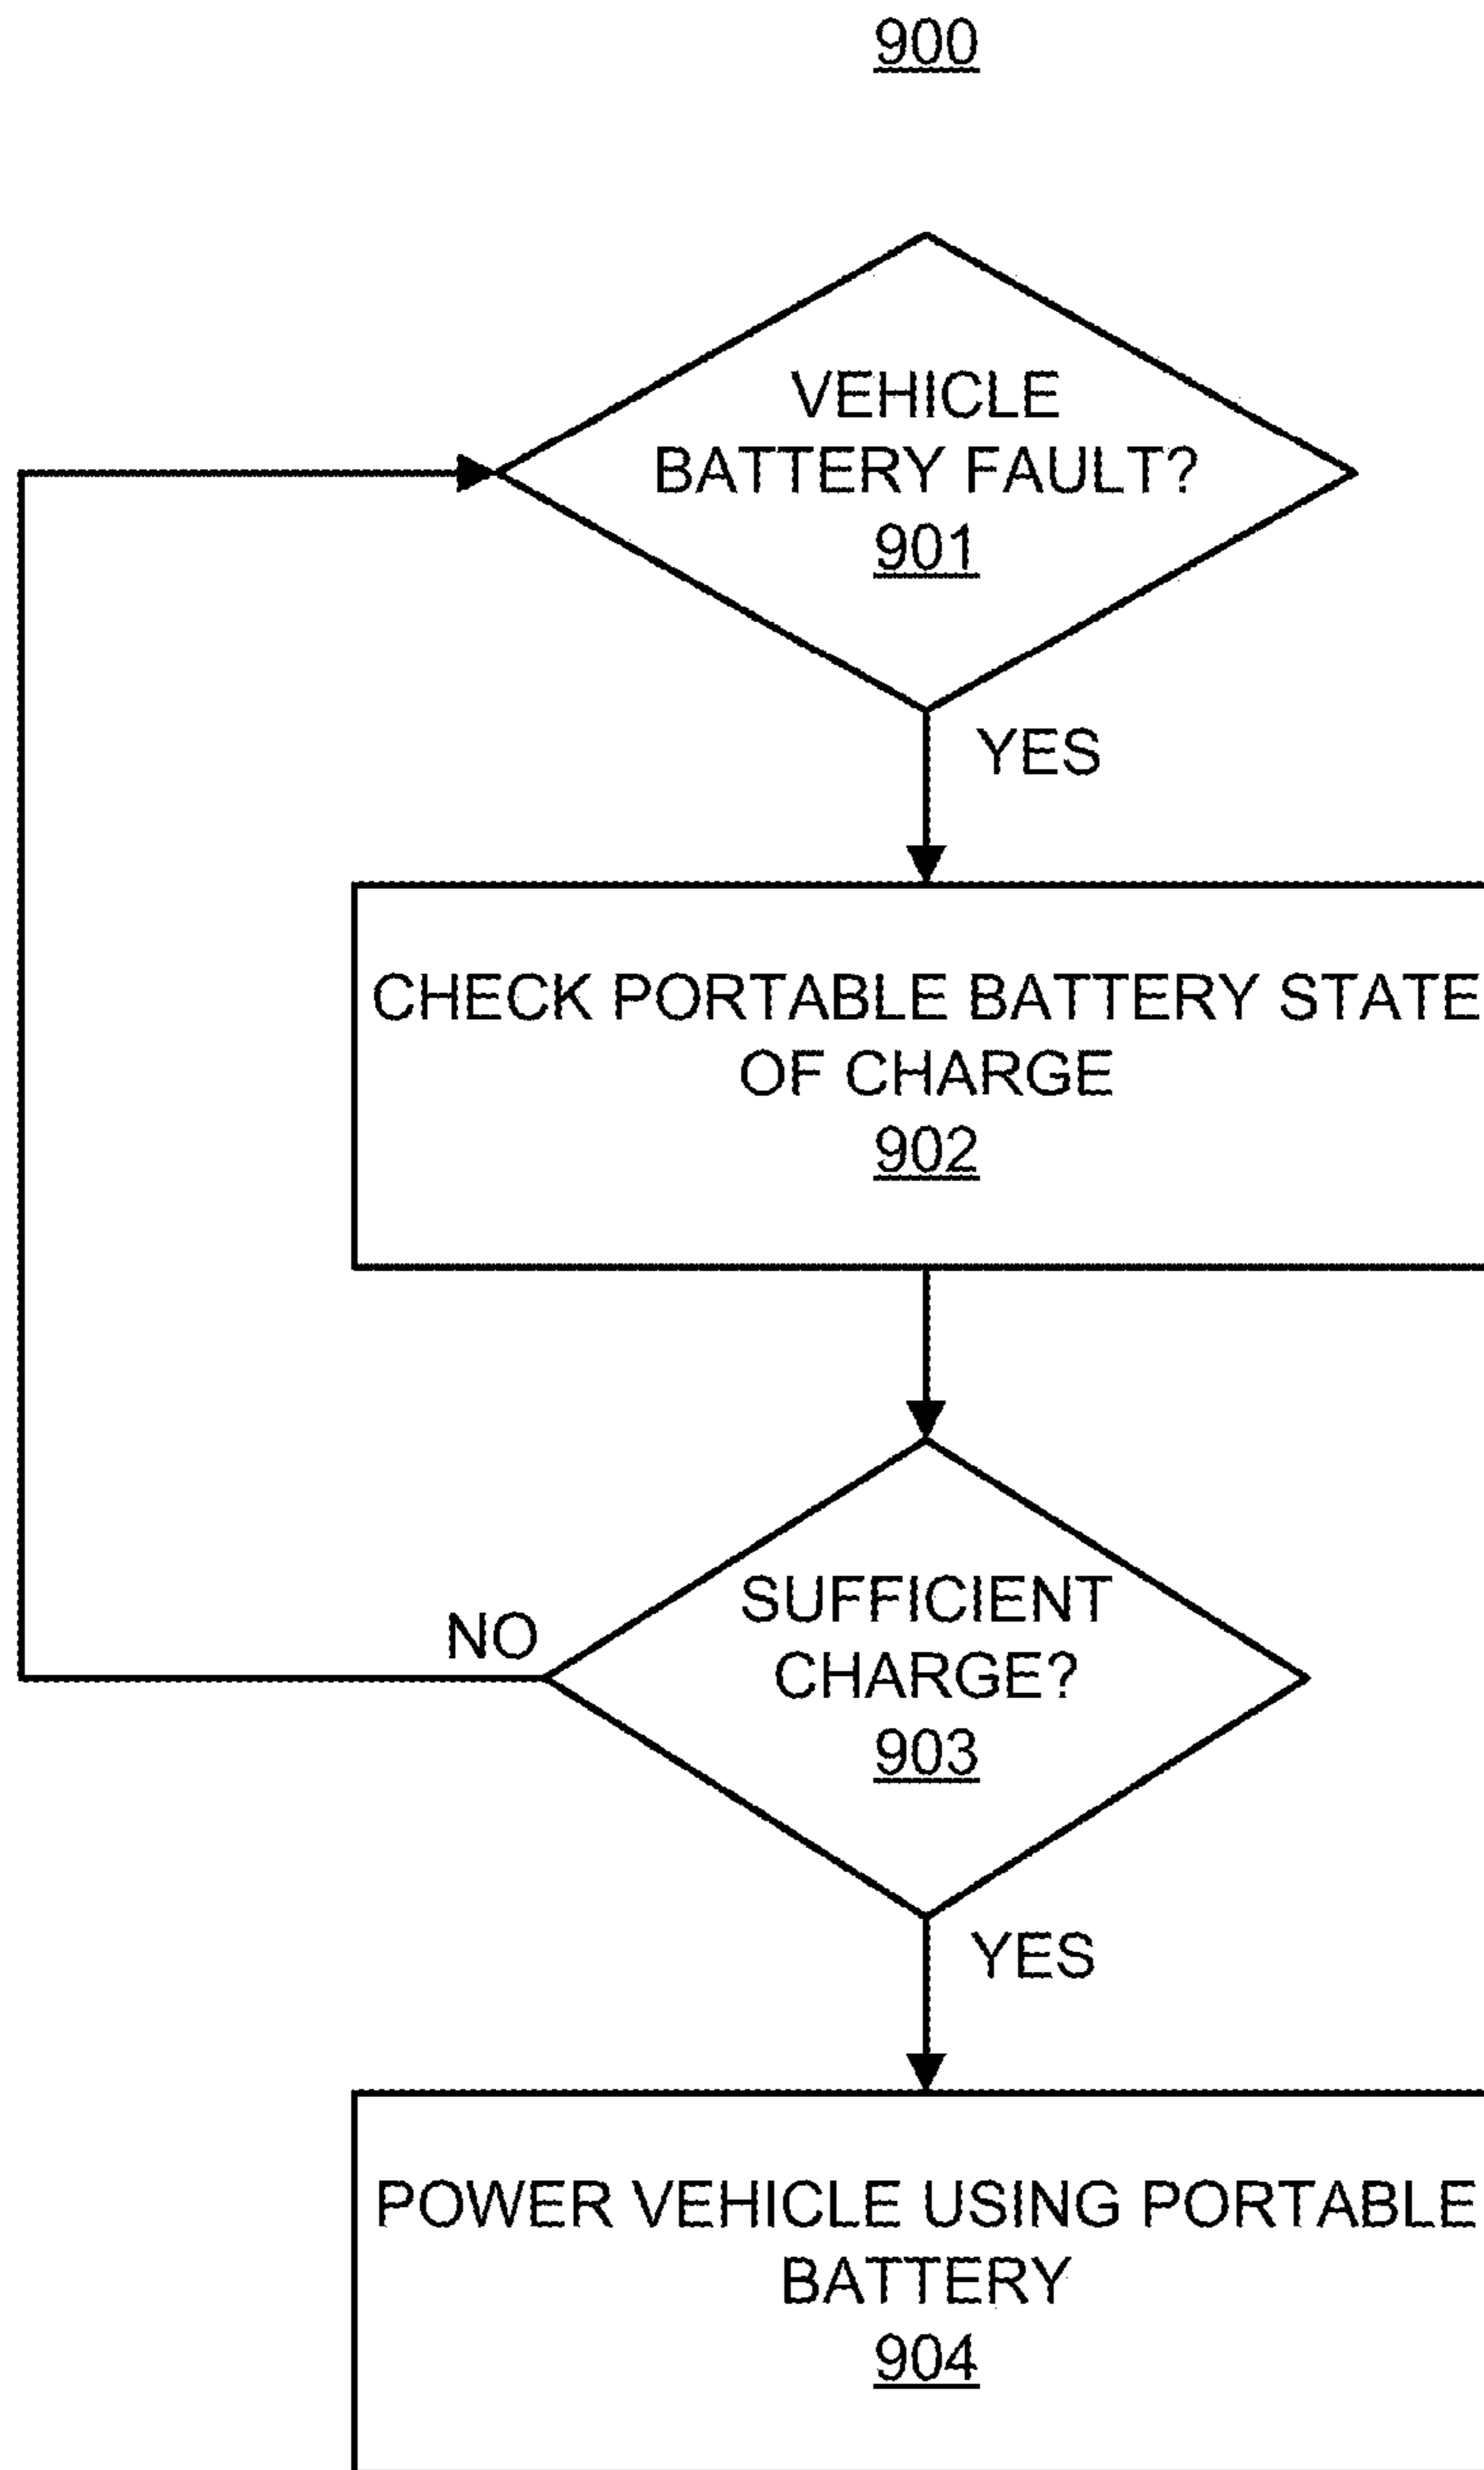 900
VEHICLE
BATTERY FAULT?
901
YES
CHECK PORTABLE BATTERY STATE
OF CHARGE
902
SUFFICIENT
CHARGE?
903
NO
YES
POWER VEHICLE USING PORTABLE
BATTERY
904